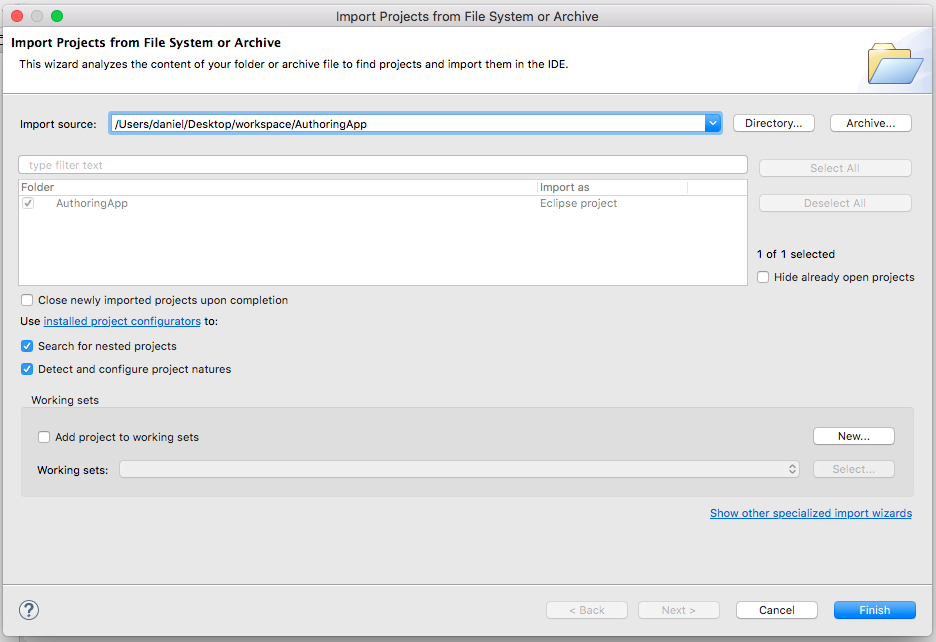 Import Projects from File System or Archive
Import Projects from File System or Archive
This wizard analyzes the content of your folder or archive file to find projects and import them in the IDE.
Import source: /Users/daniel/Desktop/workspace/AuthoringApp Directory... Archive...
type filter text Select All
Folder Import as
AuthoringApp Eclipse project Deselect All
1 of 1 selected
Hide already open projects
Close newly imported projects upon completion
Use installed project configurators to:
Search for nested projects
Detect and configure project natures
Working sets
Add project to working sets New...
Working sets: Select...
Show other specialized import wizards
? < Back Next > Cancel Finish